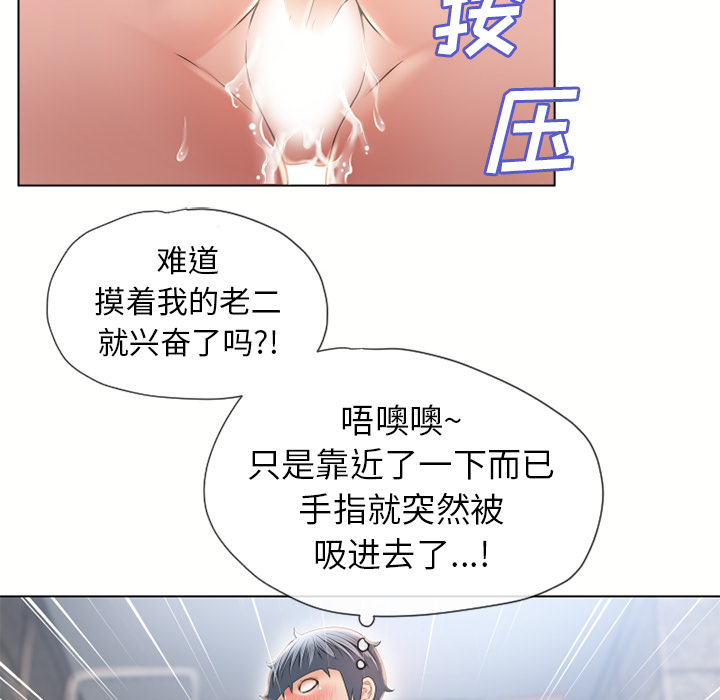 按
压
难道
摸着我的老二
就兴奋了吗?!
唔噢噢~
只是靠近了一下而已
手指就突然被
吸进去了...!